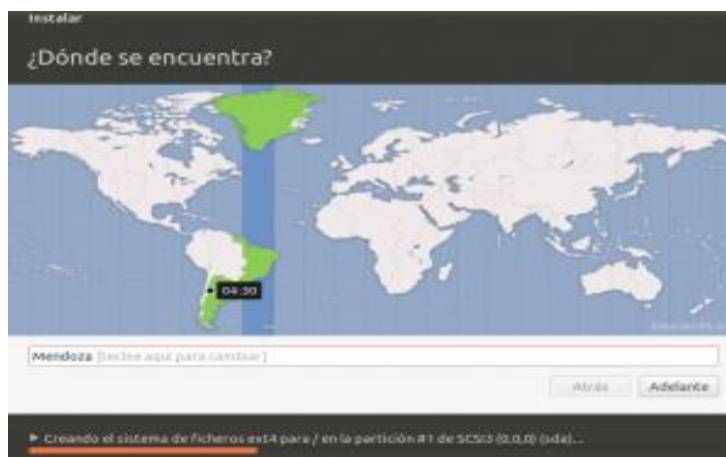 Instalar
¿Dónde se encuentra?
04:30
Mendoza [teclee aquí para cambiar]
Atrás Adelante
Creando el sistema de ficheros ext4 para / en la partición #1 de SCSI3 (0,0,0) (sda)...